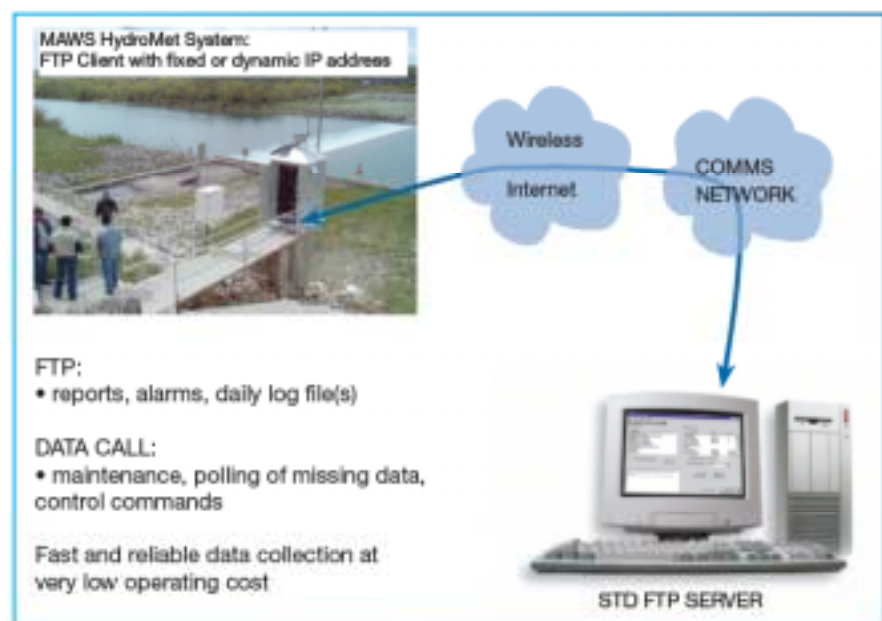 MAWS HydroMet System:
FTP Client with fixed or dynamic IP address
Wireless
Internet
COMMS
NETWORK
FTP:
• reports, alarms, daily log file(s)
DATA CALL:
• maintenance, polling of missing data,
control commands
Fast and reliable data collection at
very low operating cost
STD FTP SERVER